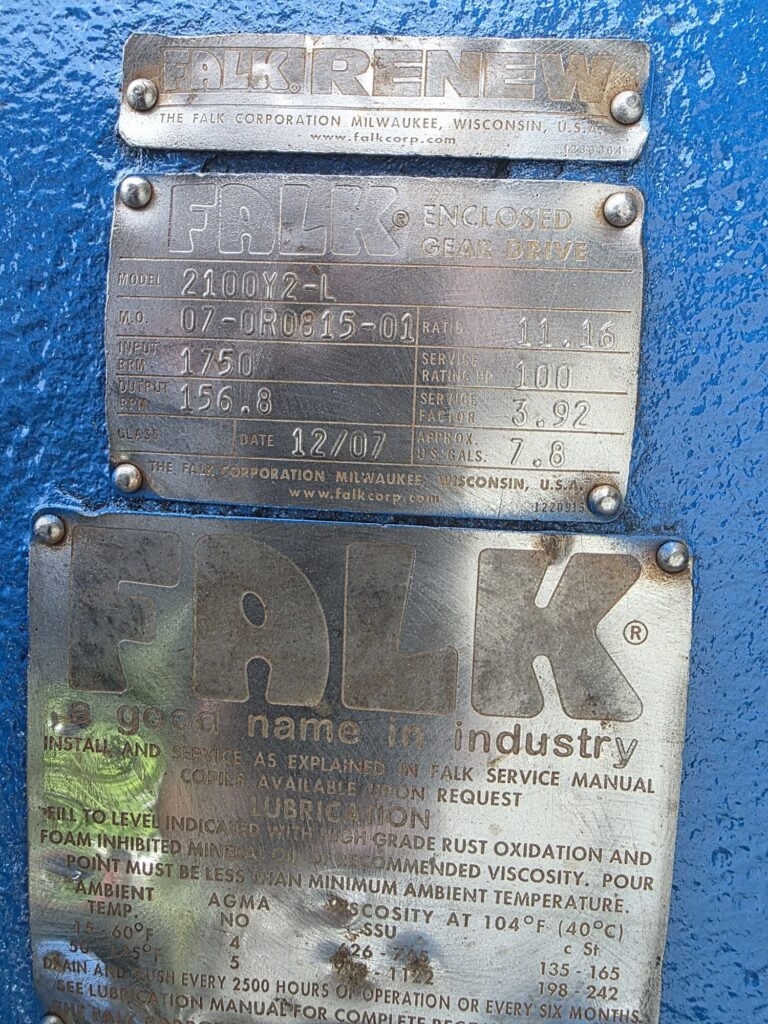 FALK® RENEW
THE FALK CORPORATION MILWAUKEE, WISCONSIN, U.S.A.
www.falkcorp.com
FALK® ENCLOSED
GEAR DRIVE
MODEL 2100Y2-L
M.O. 07-0R0815-01 RATIO 11.16
INPUT RPM 1750 SERVICE RATING HP 100
OUTPUT RPM 156.8 SERVICE FACTOR 3.92
CLASS DATE 12/07 APPROX. U.S. GALS. 7.8
THE FALK CORPORATION MILWAUKEE, WISCONSIN, U.S.A.
www.falkcorp.com
1220915
FALK®
a good name in industry
INSTALL AND SERVICE AS EXPLAINED IN FALK SERVICE MANUAL
COPIES AVAILABLE UPON REQUEST
LUBRICATION
FILL TO LEVEL INDICATED WITH HIGH GRADE RUST OXIDATION AND
FOAM INHIBITED MINERAL OIL OF RECOMMENDED VISCOSITY. POUR
POINT MUST BE LESS THAN MINIMUM AMBIENT TEMPERATURE.
AMBIENT TEMP. AGMA NO VISCOSITY AT 104°F (40°C)
SSU c St.
15-60°F 4 626-765 135-165
5 1122 198-242
DRAIN AND FLUSH EVERY 2500 HOURS OF OPERATION OR EVERY SIX MONTHS.
SEE LUBRICATION MANUAL FOR COMPLETE
THE FALK